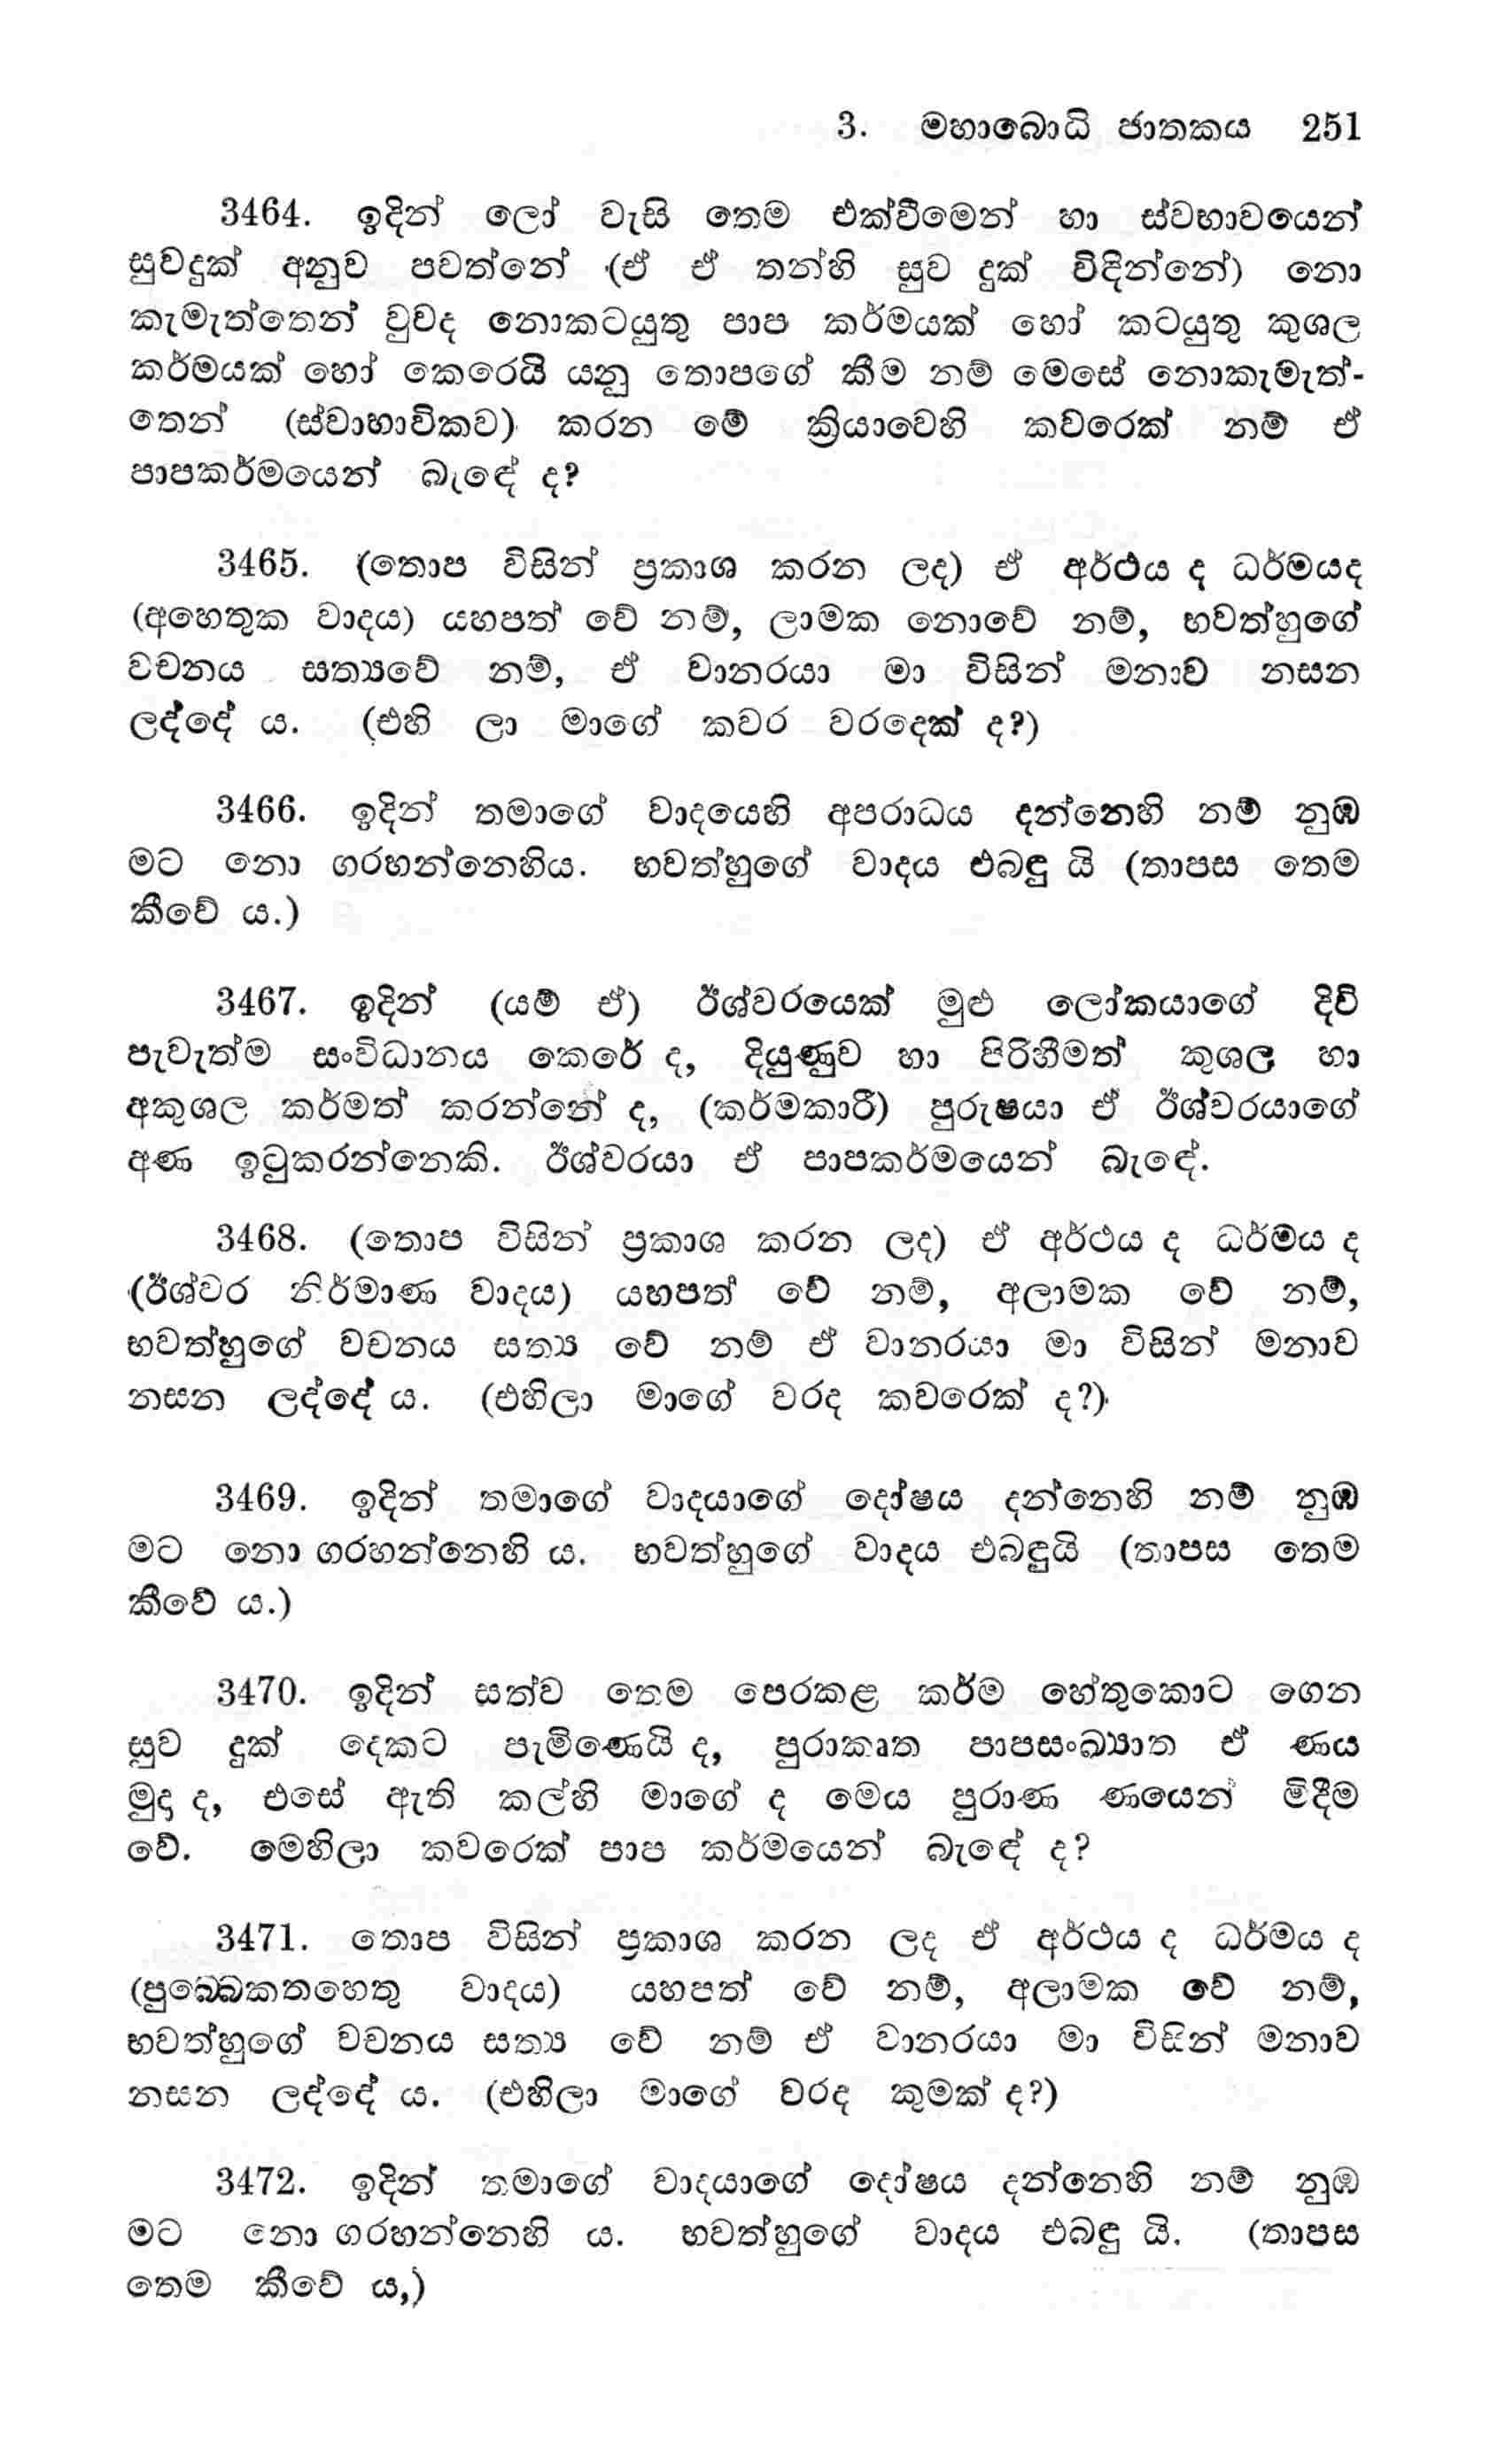 3. මහාබොධි ජාතකය 251
3464. ඉදින් ලෝ වැසි තෙම එක්වීමෙන් හා ස්වභාවයෙන්
සුවදුක් අනුව පවත්නේ (ඒ ඒ තන්හි සුව දුක් විදින්නේ) නො
කැමැත්තෙන් වුවද නොකටයුතු පාප කර්මයක් හෝ කටයුතු කුශල
කර්මයක් හෝ කෙරෙයි යනු තොපගේ කීම නම් මෙසේ නොකැමැත්-
තෙන් (ස්වාභාවිකව) කරන මේ ක්‍රියාවෙහි කවරෙක් නම් ඒ
පාපකර්මයෙන් බැඳේ ද?
3465. (තොප විසින් ප්‍රකාශ කරන ලද) ඒ අර්ථය ද ධර්මයද
(අහෙතුක වාදය) යහපත් වේ නම්, ලාමක නොවේ නම්, භවත්හුගේ
වචනය සත්‍යවේ නම්, ඒ වානරයා මා විසින් මනාව නසන
ලද්දේ ය. (එහි ලා මාගේ කවර වරදෙක් ද?)
3466. ඉදින් තමාගේ වාදයෙහි අපරාධය දන්නෙහි නම් නුඹ
මට නො ගරහන්නෙහිය. භවත්හුගේ වාදය එබඳු යි (තාපස තෙම
කීවේ ය.)
3467. ඉදින් (යම් ඒ) ඊශ්වරයෙක් මුළු ලෝකයාගේ දිවි
පැවැත්ම සංවිධානය කෙරේ ද, දියුණුව හා පිරිහීමත් කුශල හා
අකුශල කර්මත් කරන්නේ ද, (කර්මකාරී) පුරුෂයා ඒ ඊශ්වරයාගේ
අණ ඉටුකරන්නෙකි. ඊශ්වරයා ඒ පාපකර්මයෙන් බැඳේ.
3468. (තොප විසින් ප්‍රකාශ කරන ලද) ඒ අර්ථය ද ධර්මය ද
(ඊශ්වර නිර්මාණ වාදය) යහපත් වේ නම්, අලාමක වේ නම්,
භවත්හුගේ වචනය සත්‍ය වේ නම් ඒ වානරයා මා විසින් මනාව
නසන ලද්දේ ය. (එහිලා මාගේ වරද කවරෙක් ද?)
3469. ඉදින් තමාගේ වාදයාගේ දෝෂය දන්නෙහි නම් නුඹ
මට නො ගරහන්නෙහි ය. භවත්හුගේ වාදය එබඳුයි (තාපස තෙම
කීවේ ය.)
3470. ඉදින් සත්ව තෙම පෙරකළ කර්ම හේතුකොට ගෙන
සුව දුක් දෙකට පැමිණෙයි ද, පුරාකෘත පාපසංඛ්‍යාත ඒ ණය
මුදා ද, එසේ ඇති කල්හි මාගේ ද මෙය පුරාණ ණයෙන් මිදීම
වේ. මෙහිලා කවරෙක් පාප කර්මයෙන් බැඳේ ද?
3471. තොප විසින් ප්‍රකාශ කරන ලද ඒ අර්ථය ද ධර්මය ද
(පුබ්බෙකතහෙතු වාදය) යහපත් වේ නම්, අලාමක වේ නම්,
භවත්හුගේ වචනය සත්‍ය වේ නම් ඒ වානරයා මා විසින් මනාව
නසන ලද්දේ ය. (එහිලා මාගේ වරද කුමක් ද?)
3472. ඉදින් තමාගේ වාදයාගේ දෝෂය දන්නෙහි නම් නුඹ
මට නො ගරහන්නෙහි ය. භවත්හුගේ වාදය එබඳු යි. (තාපස
තෙම කීවේ ය,)